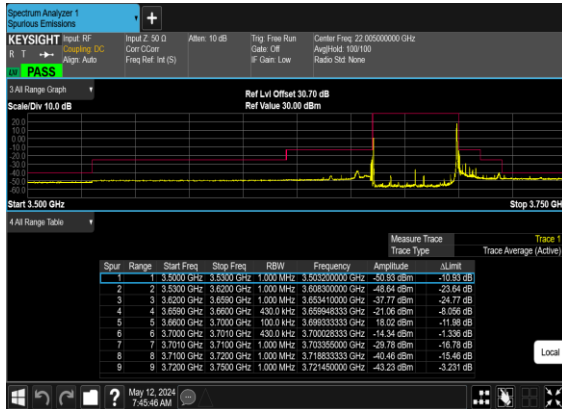 Spectrum Analyzer 1
Spurious Emissions
+
KEYSIGHT Input: RF Input Z: 50 Ω Atten: 10 dB Trig: Free Run Center Freq: 22.005000000 GHz
R T Coupling: DC Corr CCorr Gate: Off Avg|Hold: 100/100
Align: Auto Freq Ref: Int (S) IF Gain: Low Radio Std: None
LXI PASS
3 All Range Graph
Ref Lvl Offset 30.70 dB
Scale/Div 10.0 dB Ref Value 30.00 dBm
20.0
10.0
0.00
-10.0
-20.0
-30.0
-40.0
-50.0
-60.0
Start 3.500 GHz Stop 3.750 GHz
4 All Range Table
Measure Trace Trace 1
Trace Type Trace Average (Active)
Spur Range Start Freq Stop Freq RBW Frequency Amplitude ΔLimit
1 1 3.5000 GHz 3.5300 GHz 1.000 MHz 3.503200000 GHz -50.93 dBm -10.93 dB
2 2 3.5300 GHz 3.6200 GHz 1.000 MHz 3.608300000 GHz -48.64 dBm -23.64 dB
3 3 3.6200 GHz 3.6590 GHz 1.000 MHz 3.653410000 GHz -37.77 dBm -24.77 dB
4 4 3.6590 GHz 3.6600 GHz 430.0 kHz 3.659948333 GHz -21.06 dBm -8.056 dB
5 5 3.6600 GHz 3.7000 GHz 100.0 kHz 3.699333333 GHz 18.02 dBm -11.98 dB
6 6 3.7000 GHz 3.7010 GHz 430.0 kHz 3.700028333 GHz -14.34 dBm -1.336 dB
7 7 3.7010 GHz 3.7100 GHz 1.000 MHz 3.703355000 GHz -29.78 dBm -16.78 dB
8 8 3.7100 GHz 3.7200 GHz 1.000 MHz 3.718833333 GHz -40.46 dBm -15.46 dB
9 9 3.7200 GHz 3.7500 GHz 1.000 MHz 3.721450000 GHz -43.23 dBm -3.231 dB
Local
? May 12, 2024
7:45:46 AM